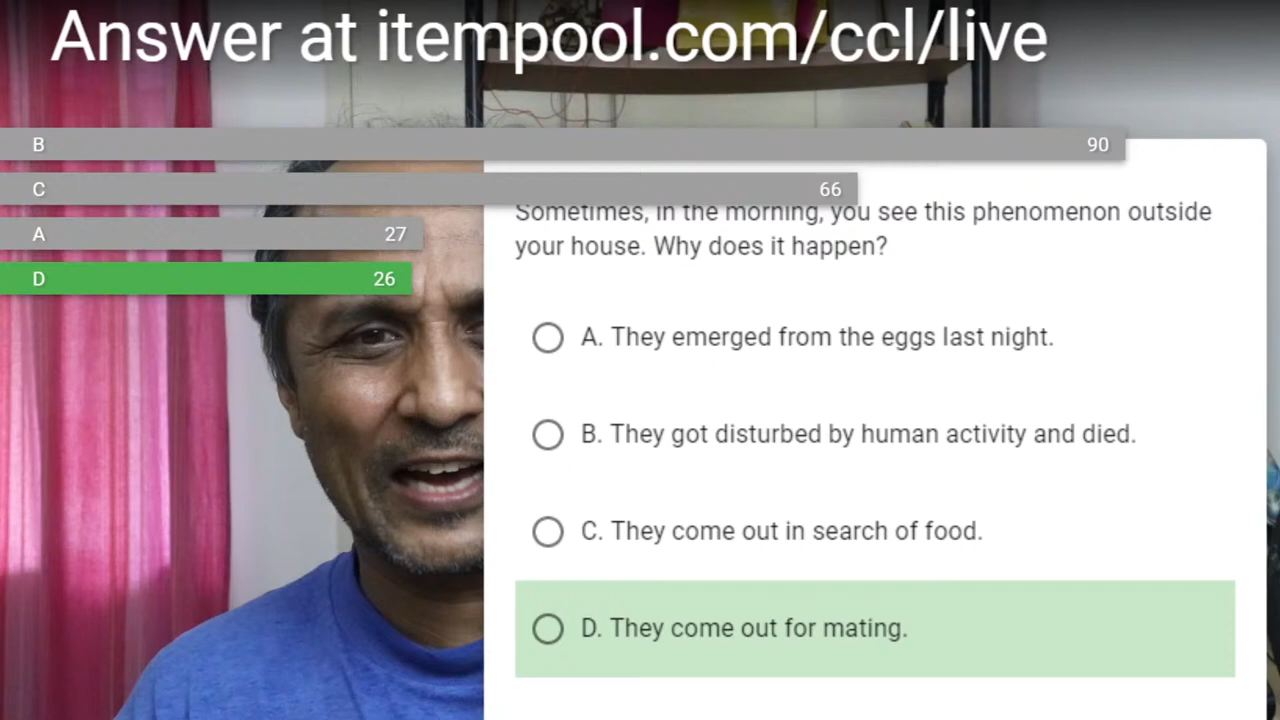 Answer at itempool.com/ccl/live
B 90
C 66
A 27
D 26
Sometimes, in the morning, you see this phenomenon outside
your house. Why does it happen?
A. They emerged from the eggs last night.
B. They got disturbed by human activity and died.
C. They come out in search of food.
D. They come out for mating.